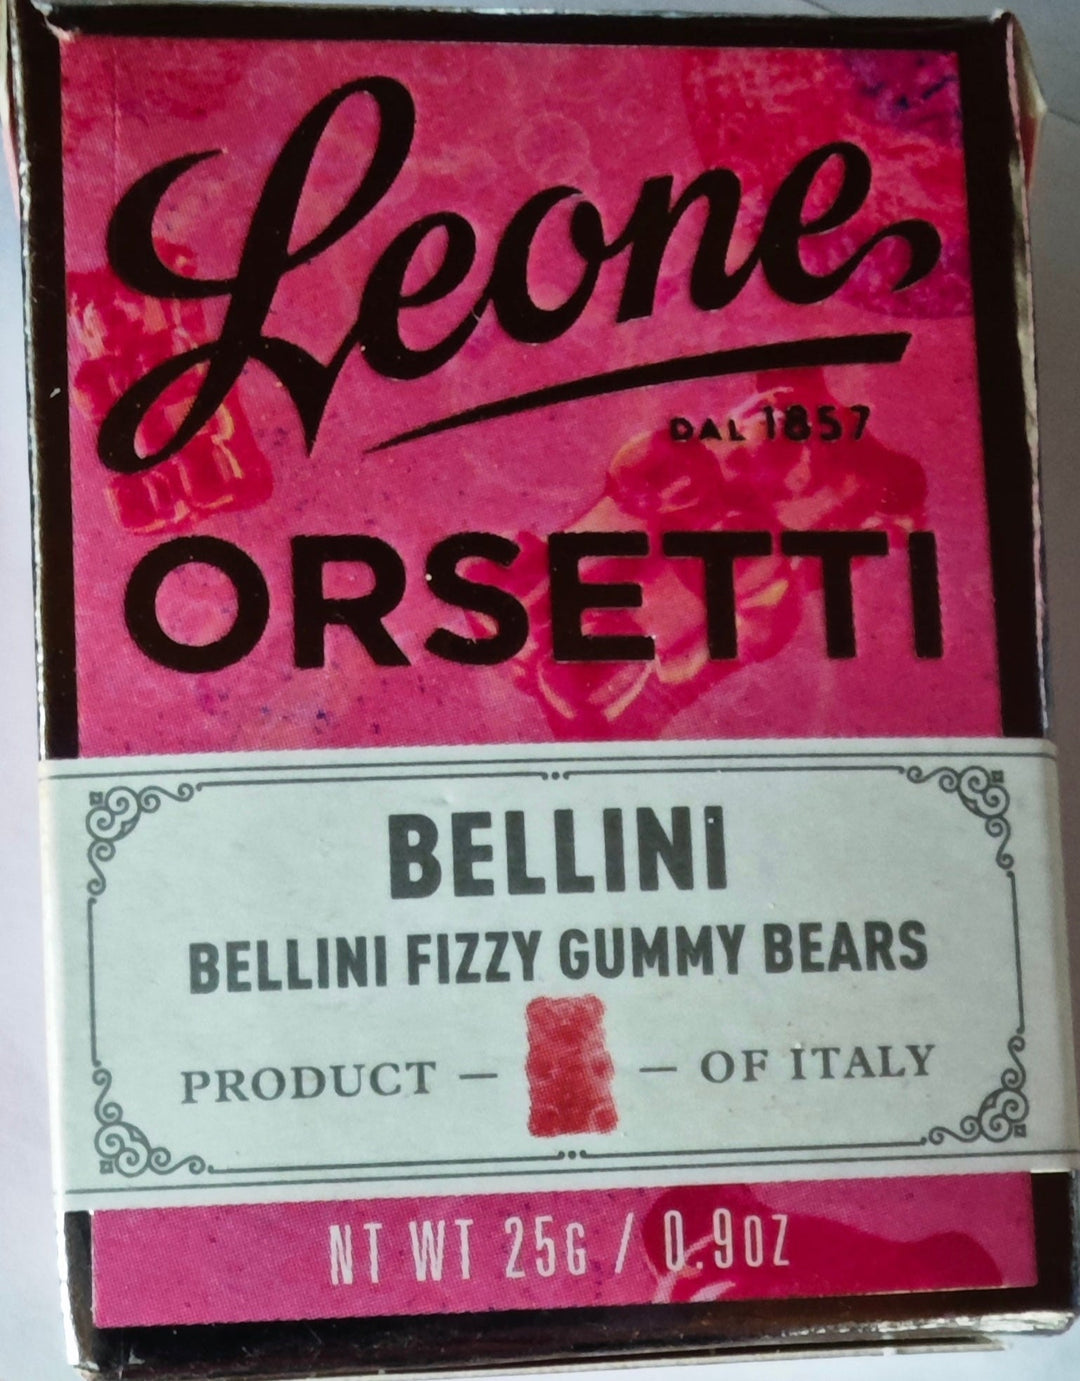 Leone
DAL 1857
ORSETTI
BELLINI
BELLINI FIZZY GUMMY BEARS
PRODUCT — — OF ITALY
NT WT 25G / 0.9OZ